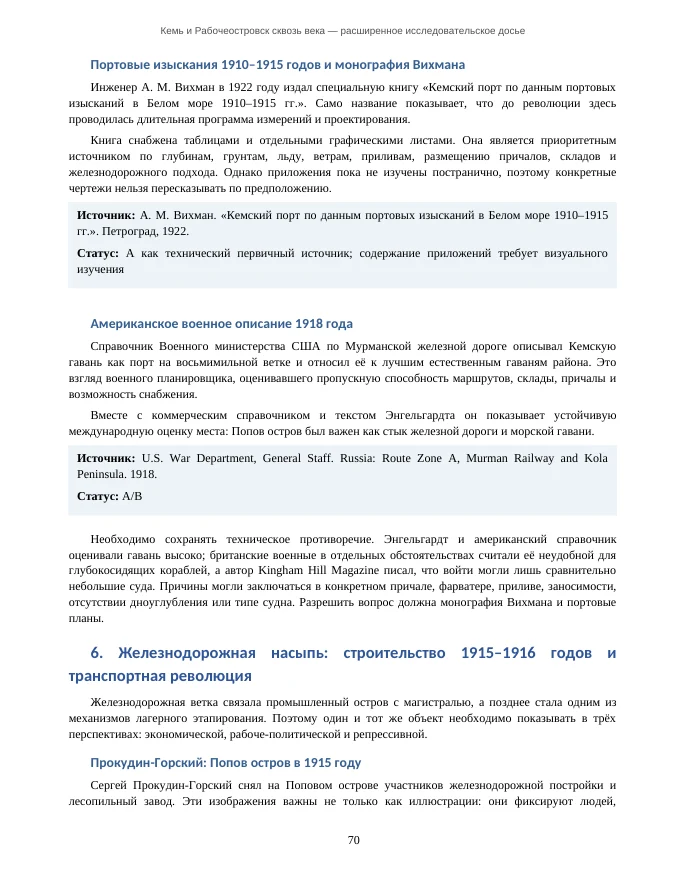 Кемь и Рабочеостровск сквозь века — расширенное исследовательское досье
Портовые изыскания 1910–1915 годов и монография Вихмана
Инженер А. М. Вихман в 1922 году издал специальную книгу «Кемский порт по данным портовых
изысканий в Белом море 1910–1915 гг.». Само название показывает, что до революции здесь
проводилась длительная программа измерений и проектирования.
Книга снабжена таблицами и отдельными графическими листами. Она является приоритетным
источником по глубинам, грунтам, льду, ветрам, приливам, размещению причалов, складов и
железнодорожного подхода. Однако приложения пока не изучены постранично, поэтому конкретные
чертежи нельзя пересказывать по предположению.
Источник: А. М. Вихман. «Кемский порт по данным портовых изысканий в Белом море 1910–1915
гг.». Петроград, 1922.
Статус: А как технический первичный источник; содержание приложений требует визуального
изучения
Американское военное описание 1918 года
Справочник Военного министерства США по Мурманской железной дороге описывал Кемскую
гавань как порт на восьмимильной ветке и относил её к лучшим естественным гаваням района. Это
взгляд военного планировщика, оценивавшего пропускную способность маршрутов, склады, причалы и
возможность снабжения.
Вместе с коммерческим справочником и текстом Энгельгардта он показывает устойчивую
международную оценку места: Попов остров был важен как стык железной дороги и морской гавани.
Источник: U.S. War Department, General Staff. Russia: Route Zone A, Murman Railway and Kola
Peninsula. 1918.
Статус: A/B
Необходимо сохранять техническое противоречие. Энгельгардт и американский справочник
оценивали гавань высоко; британские военные в отдельных обстоятельствах считали её неудобной для
глубокосидящих кораблей, а автор Kingham Hill Magazine писал, что войти могли лишь сравнительно
небольшие суда. Причины могли заключаться в конкретном причале, фарватере, приливе, заносимости,
отсутствии дноуглубления или типе судна. Разрешить вопрос должна монография Вихмана и портовые
планы.
6. Железнодорожная насыпь: строительство 1915–1916 годов и
транспортная революция
Железнодорожная ветка связала промышленный остров с магистралью, а позднее стала одним из
механизмов лагерного этапирования. Поэтому один и тот же объект необходимо показывать в трёх
перспективах: экономической, рабоче-политической и репрессивной.
Прокудин-Горский: Попов остров в 1915 году
Сергей Прокудин-Горский снял на Поповом острове участников железнодорожной постройки и
лесопильный завод. Эти изображения важны не только как иллюстрации: они фиксируют людей,
70